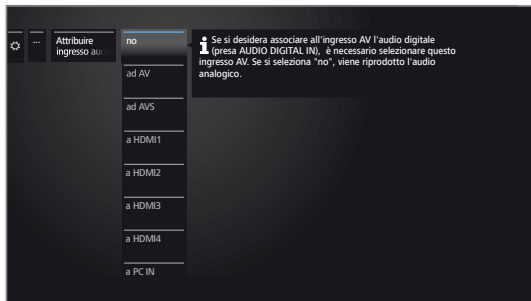 ...
Attribuire
ingresso au
no
Se si desidera associare all'ingresso AV l'audio digitale
(presa AUDIO DIGITAL IN), è necessario selezionare questo
ingresso AV. Se si seleziona "no", viene riprodotto l'audio
analogico.
ad AV
ad AVS
a HDMI1
a HDMI2
a HDMI3
a HDMI4
a PC IN